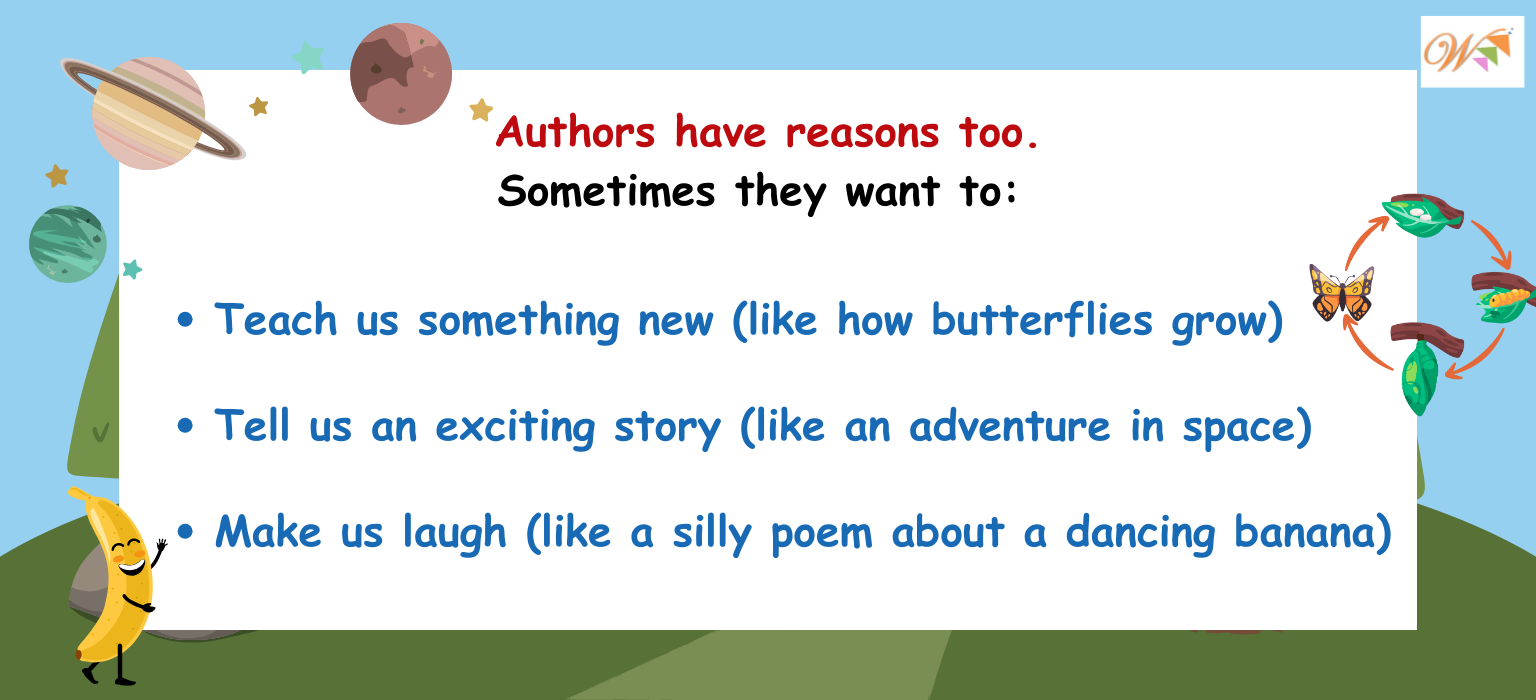 W
Authors have reasons too.
Sometimes they want to:
• Teach us something new (like how butterflies grow)
• Tell us an exciting story (like an adventure in space)
• Make us laugh (like a silly poem about a dancing banana)